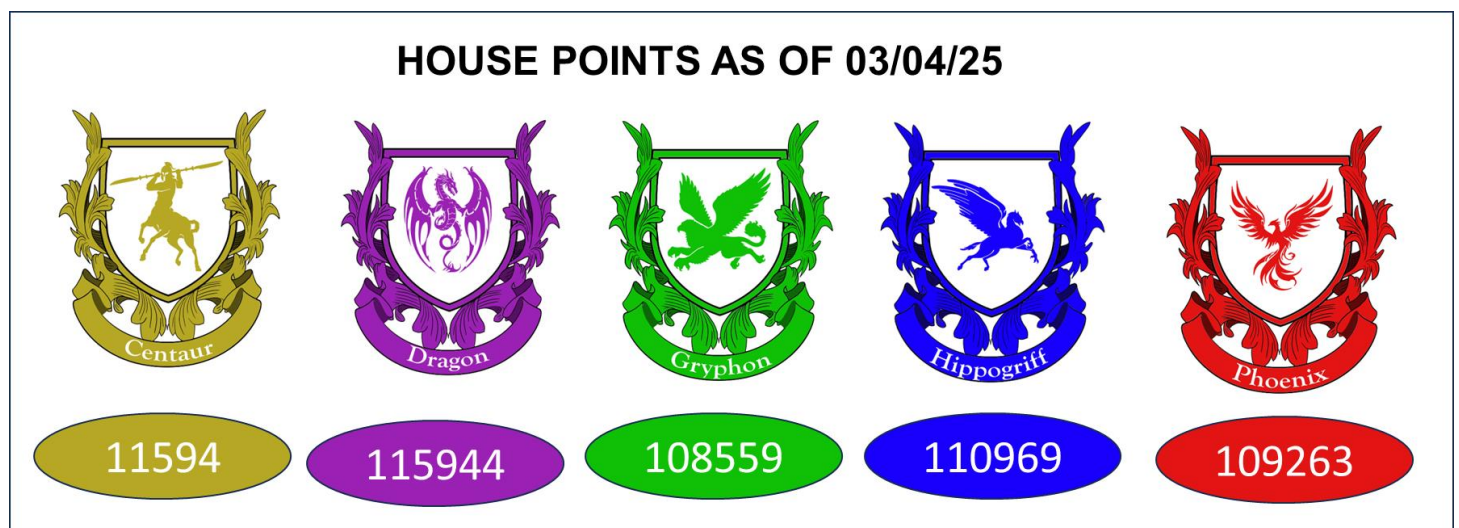 HOUSE POINTS AS OF 03/04/25
Centaur
Dragon
Gryphon
Hippogriff
Phoenix
11594
115944
108559
110969
109263